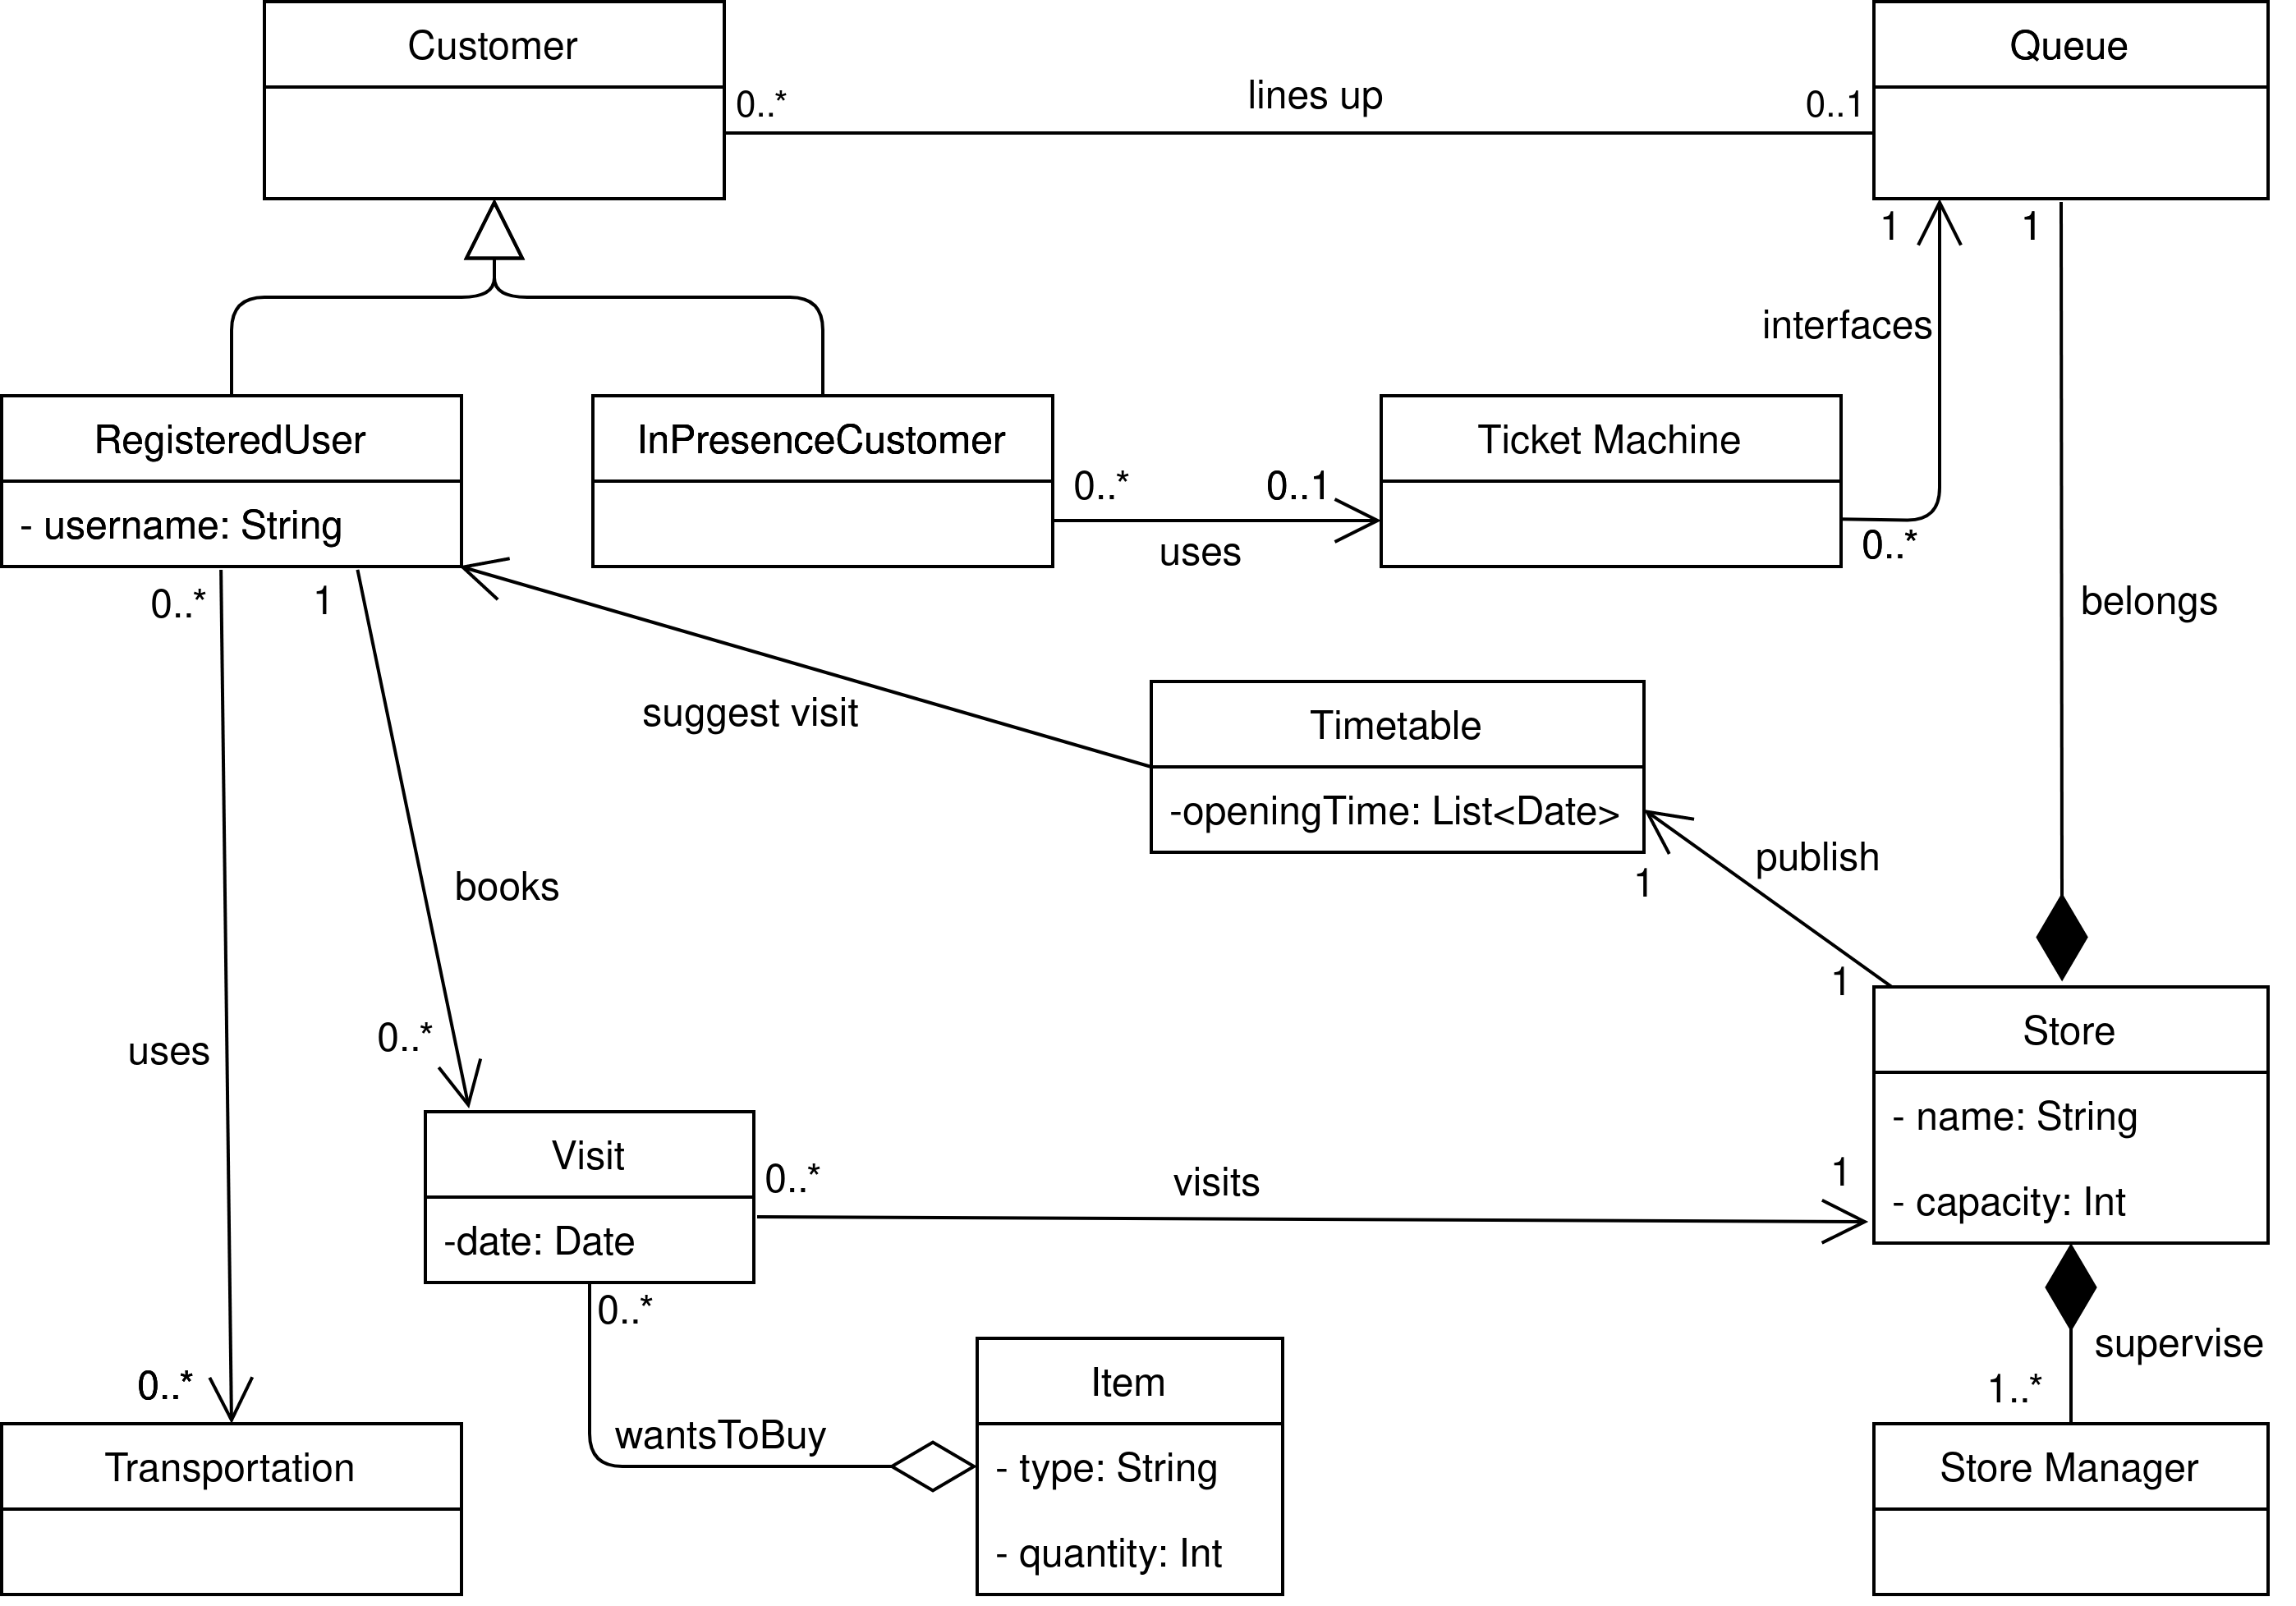 Customer
Queue
0..*
lines up
0..1
1
1
interfaces
RegisteredUser
- username: String
InPresenceCustomer
0..*
0..1
uses
Ticket Machine
0..*
belongs
0..*
1
suggest visit
Timetable
-openingTime: List<Date>
1
publish
1
books
0..*
uses
Store
- name: String
- capacity: Int
Visit
-date: Date
0..*
visits
1
0..*
wantsToBuy
Item
- type: String
- quantity: Int
supervise
1..*
Store Manager
0..*
Transportation